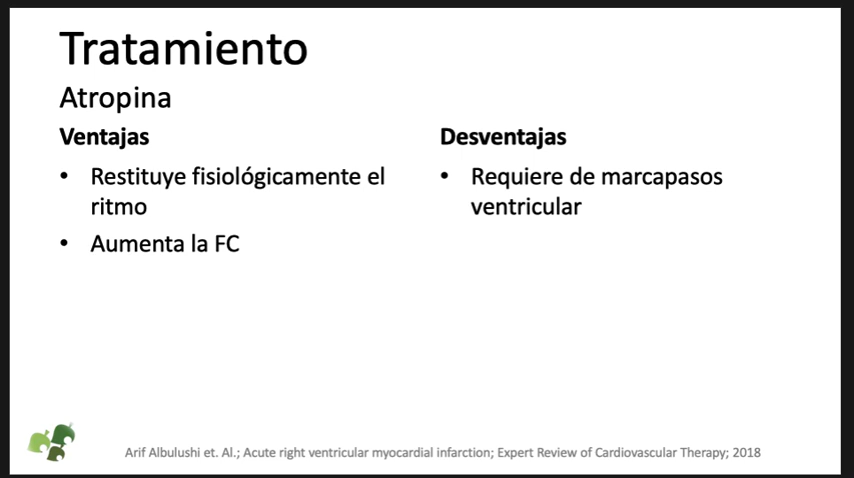 Tratamiento
Atropina
Ventajas
• Restituye fisiológicamente el
ritmo
• Aumenta la FC
Desventajas
• Requiere de marcapasos
ventricular
Arif Albulushi et. Al.; Acute right ventricular myocardial infarction; Expert Review of Cardiovascular Therapy; 2018